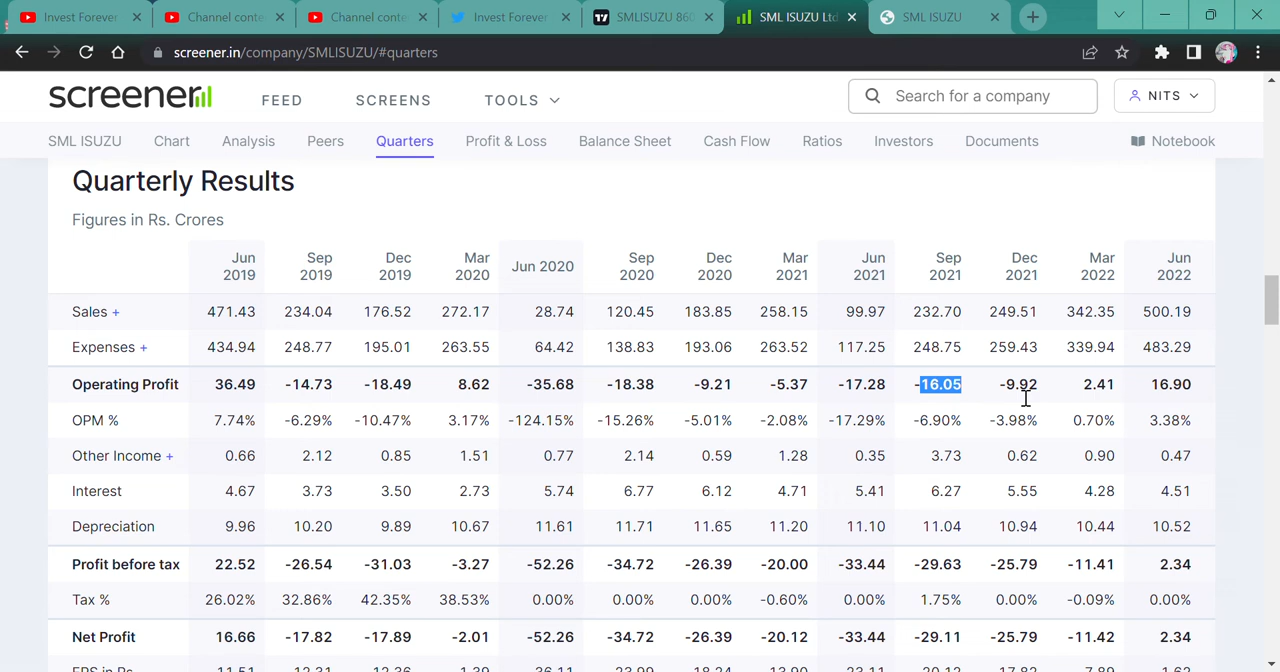 Invest Forever
Channel conte
Channel conte
Invest Forever
SMLISUZU 860
SML ISUZU Ltd
SML ISUZU
screener.in/company/SMLISUZU/#quarters
screener
FEED
SCREENS
TOOLS
Search for a company
NITS
SML ISUZU Chart Analysis Peers Quarters Profit & Loss Balance Sheet Cash Flow Ratios Investors Documents Notebook
Quarterly Results
Figures in Rs. Crores
Jun 2019 Sep 2019 Dec 2019 Mar 2020 Jun 2020 Sep 2020 Dec 2020 Mar 2021 Jun 2021 Sep 2021 Dec 2021 Mar 2022 Jun 2022
Sales + 471.43 234.04 176.52 272.17 28.74 120.45 183.85 258.15 99.97 232.70 249.51 342.35 500.19
Expenses + 434.94 248.77 195.01 263.55 64.42 138.83 193.06 263.52 117.25 248.75 259.43 339.94 483.29
Operating Profit 36.49 -14.73 -18.49 8.62 -35.68 -18.38 -9.21 -5.37 -17.28 -16.05 -9.92 2.41 16.90
OPM % 7.74% -6.29% -10.47% 3.17% -124.15% -15.26% -5.01% -2.08% -17.29% -6.90% -3.98% 0.70% 3.38%
Other Income + 0.66 2.12 0.85 1.51 0.77 2.14 0.59 1.28 0.35 3.73 0.62 0.90 0.47
Interest 4.67 3.73 3.50 2.73 5.74 6.77 6.12 4.71 5.41 6.27 5.55 4.28 4.51
Depreciation 9.96 10.20 9.89 10.67 11.61 11.71 11.65 11.20 11.10 11.04 10.94 10.44 10.52
Profit before tax 22.52 -26.54 -31.03 -3.27 -52.26 -34.72 -26.39 -20.00 -33.44 -29.63 -25.79 -11.41 2.34
Tax % 26.02% 32.86% 42.35% 38.53% 0.00% 0.00% 0.00% -0.60% 0.00% 1.75% 0.00% -0.09% 0.00%
Net Profit 16.66 -17.82 -17.89 -2.01 -52.26 -34.72 -26.39 -20.12 -33.44 -29.11 -25.79 -11.42 2.34